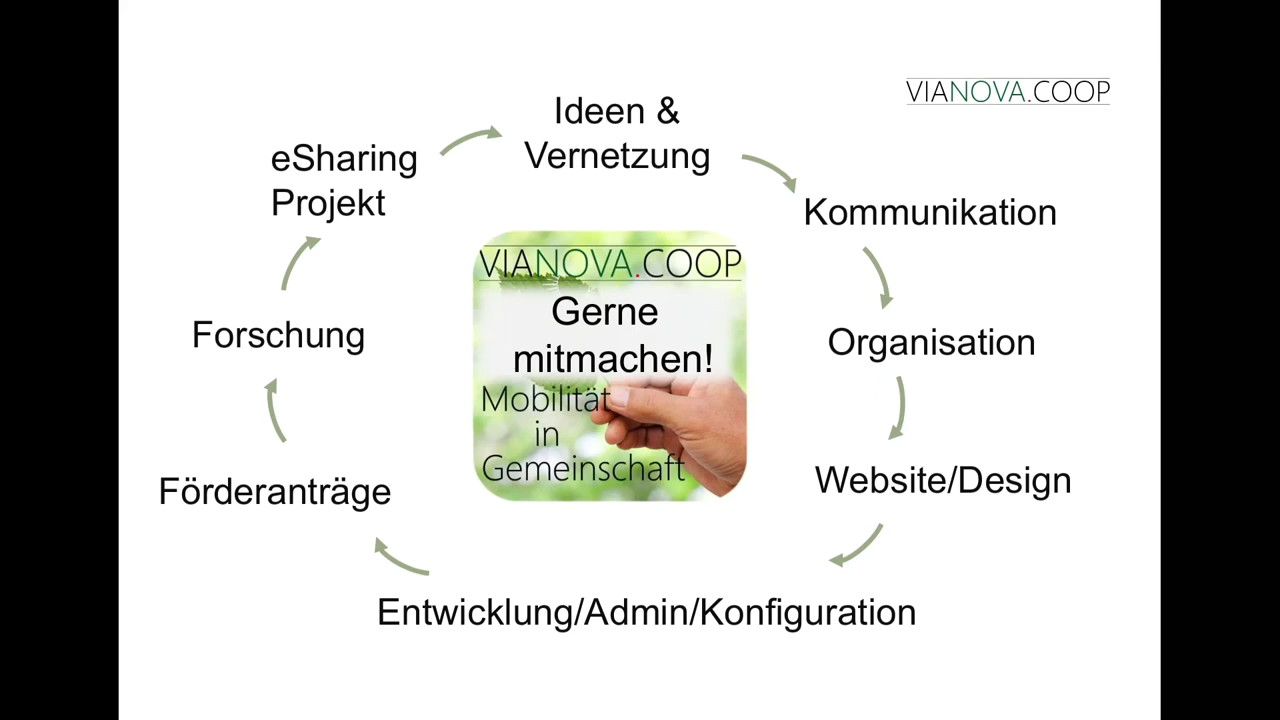 VIANOVA.COOP
Ideen &
Vernetzung
eSharing
Projekt
Kommunikation
VIANOVA.COOP
Gerne
mitmachen!
Mobilität
in
Gemeinschaft
Forschung
Organisation
Förderanträge
Website/Design
Entwicklung/Admin/Konfiguration